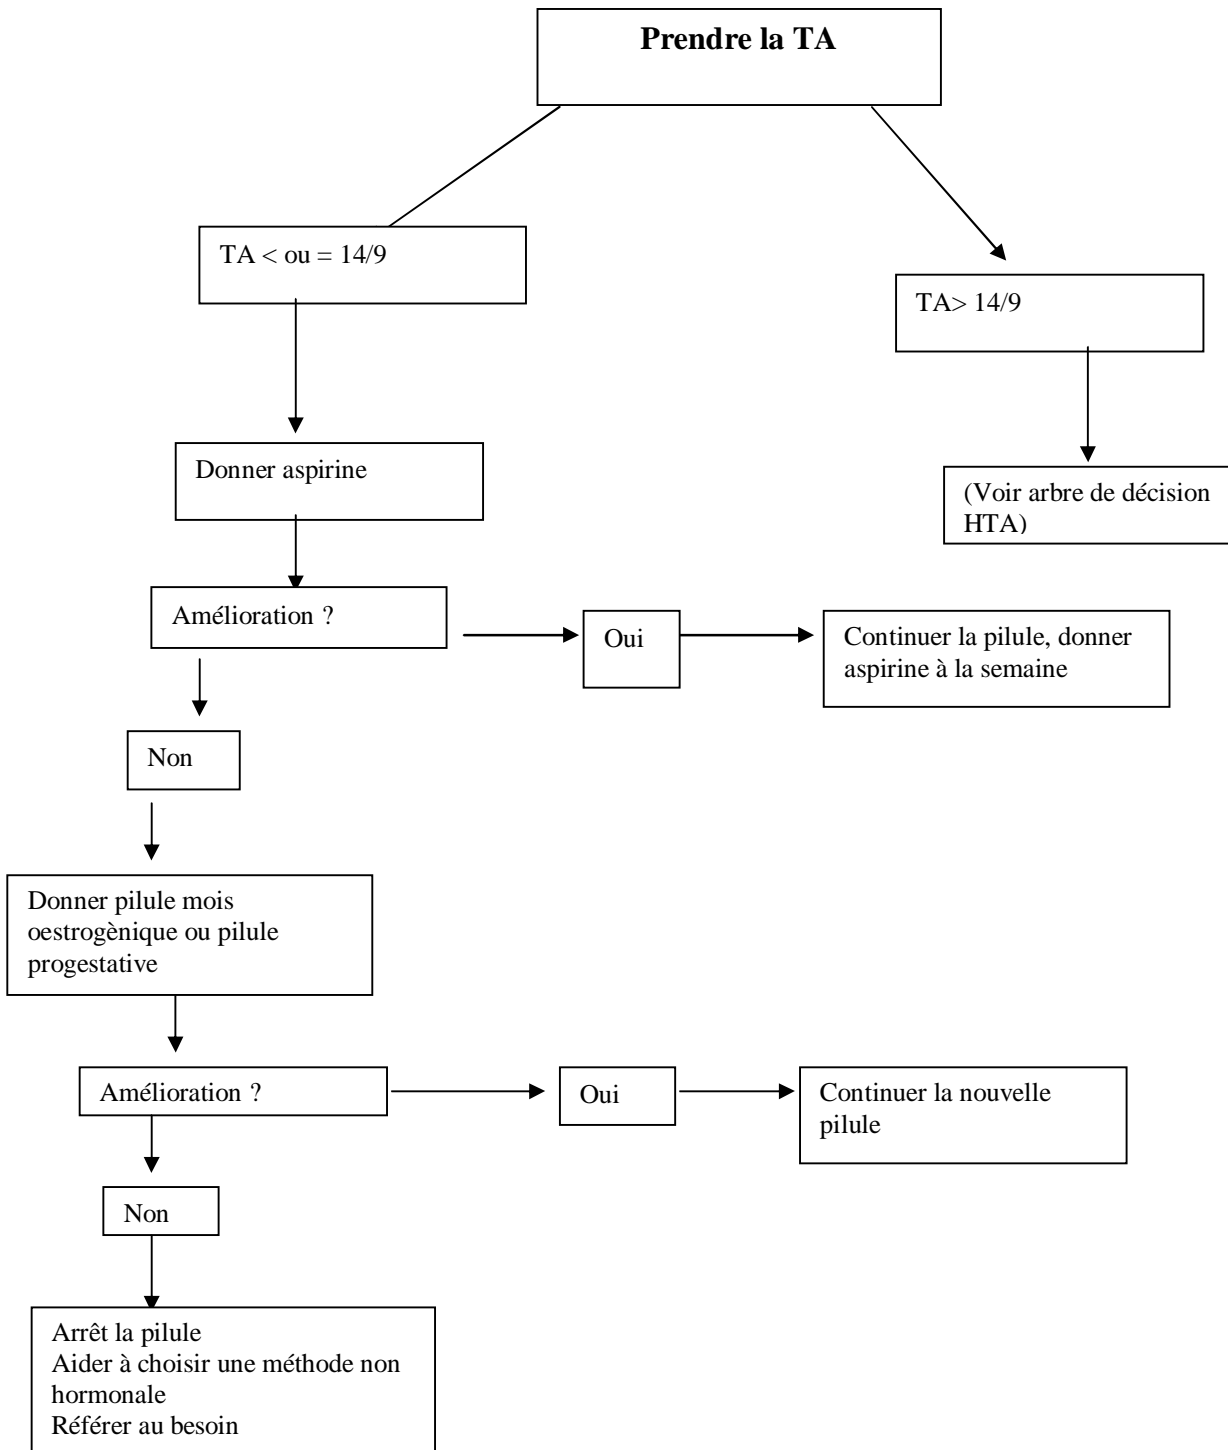 Prendre la TA
TA < ou = 14/9
TA> 14/9
Donner aspirine
(Voir arbre de décision
HTA)
Amélioration ?
Oui
Continuer la pilule, donner
aspirine à la semaine
Non
Donner pilule mois
oestrogènique ou pilule
progestative
Amélioration ?
Oui
Continuer la nouvelle
pilule
Non
Arrêt la pilule
Aider à choisir une méthode non
hormonale
Référer au besoin